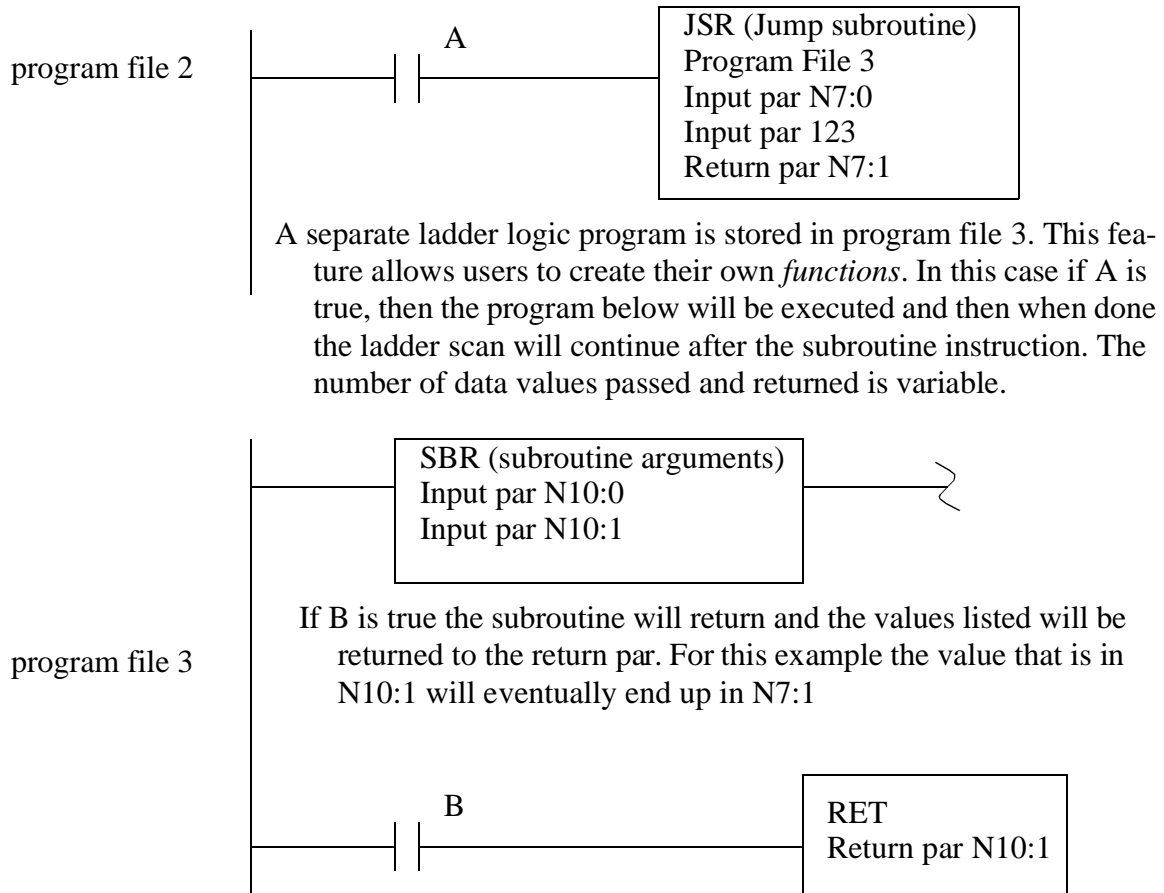 program file 2
A
JSR (Jump subroutine)
Program File 3
Input par N7:0
Input par 123
Return par N7:1
A separate ladder logic program is stored in program file 3. This fea-
ture allows users to create their own functions. In this case if A is
true, then the program below will be executed and then when done
the ladder scan will continue after the subroutine instruction. The
number of data values passed and returned is variable.
SBR (subroutine arguments)
Input par N10:0
Input par N10:1
If B is true the subroutine will return and the values listed will be
returned to the return par. For this example the value that is in
N10:1 will eventually end up in N7:1
program file 3
B
RET
Return par N10:1